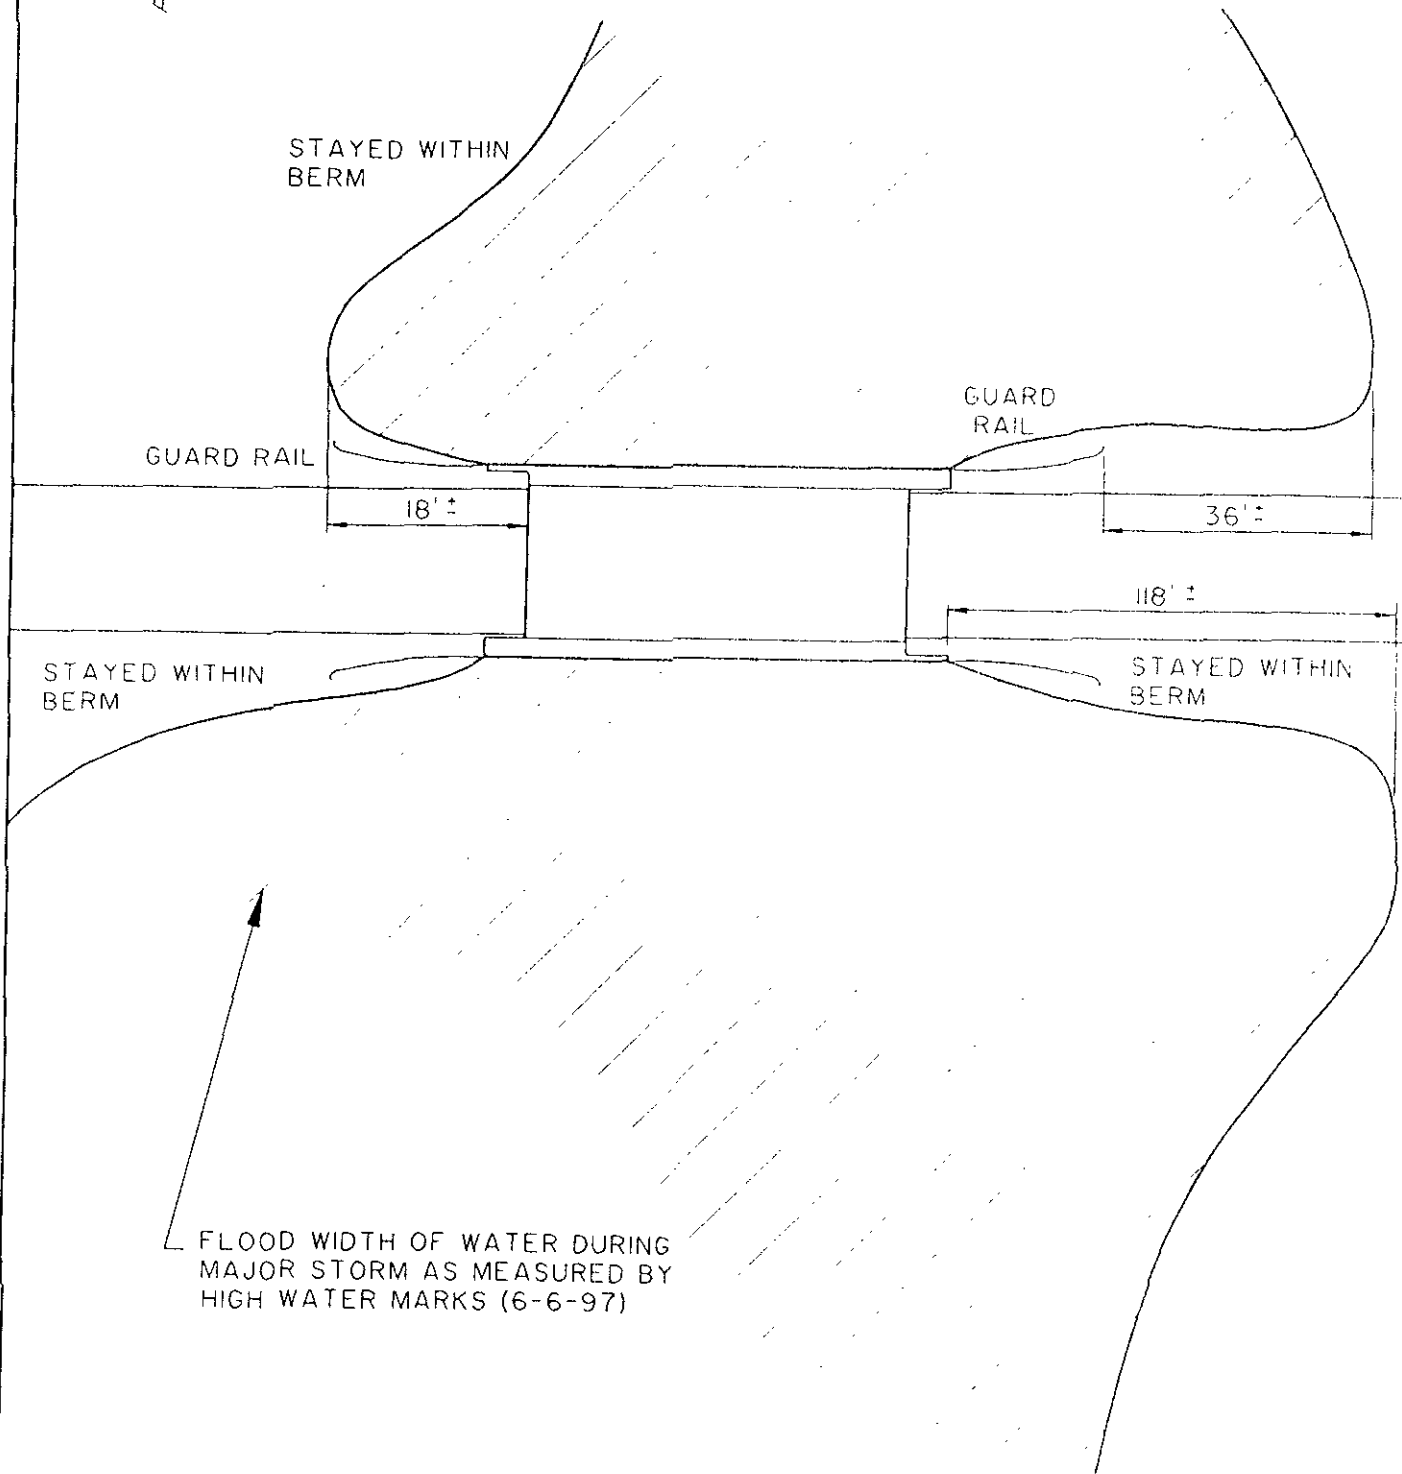 STAYED WITHIN
BERM
GUARD
RAIL
GUARD RAIL
18' ±
36' ±
118' ±
STAYED WITHIN
BERM
STAYED WITHIN
BERM
FLOOD WIDTH OF WATER DURING
MAJOR STORM AS MEASURED BY
HIGH WATER MARKS (6-6-97)